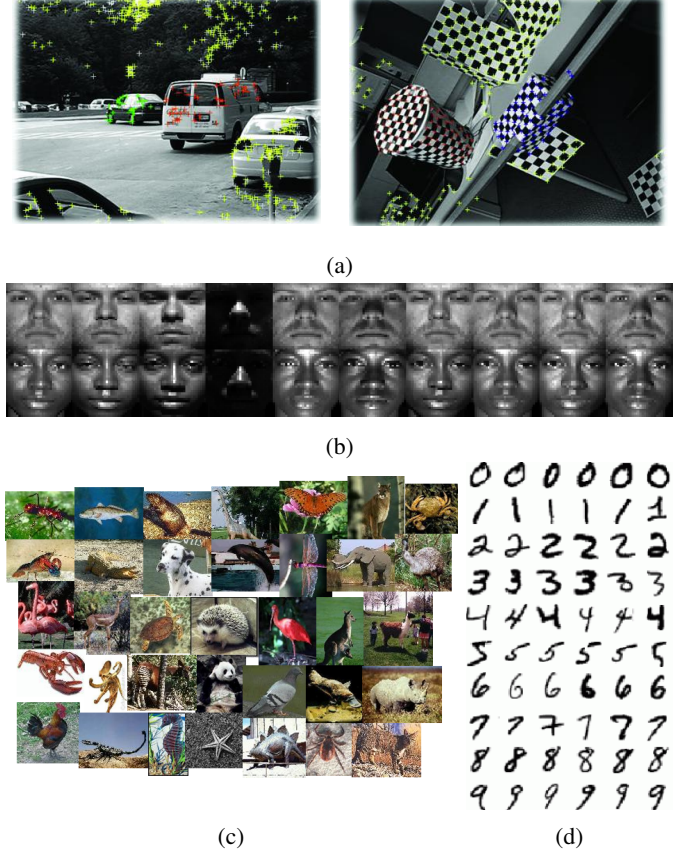 (a)
(b)
0 0 0 0 0 0
1 1 1 1 1 1
2 2 2 2 2 2
3 3 3 3 3 3
4 4 4 4 4 4
5 5 5 5 5 5
6 6 6 6 6 6
7 7 7 7 7 7
8 8 8 8 8 8
9 9 9 9 9 9
(c) (d)